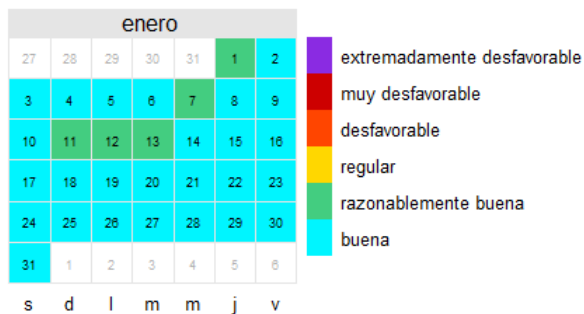 enero
27 28 29 30 31 1 2
3 4 5 6 7 8 9
10 11 12 13 14 15 16
17 18 19 20 21 22 23
24 25 26 27 28 29 30
31 1 2 3 4 5 6
s d l m m j v
extremadamente desfavorable
muy desfavorable
desfavorable
regular
razonablemente buena
buena